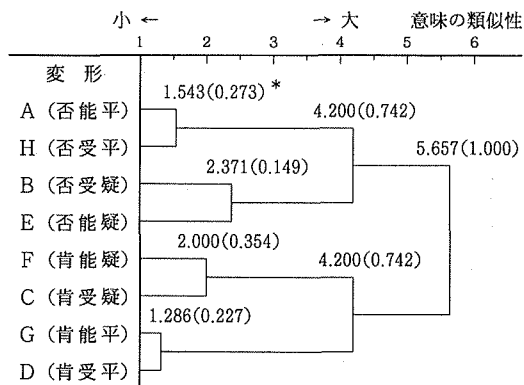 小 ← → 大 意味の類似性
1 2 3 4 5 6
変 形
1.543(0.273) *
A (否能平)
4.200(0.742)
H (否受平)
5.657(1.000)
2.371(0.149)
B (否受疑)
E (否能疑)
2.000(0.354)
F (肯能疑)
4.200(0.742)
C (肯受疑)
1.286(0.227)
G (肯能平)
D (肯受平)